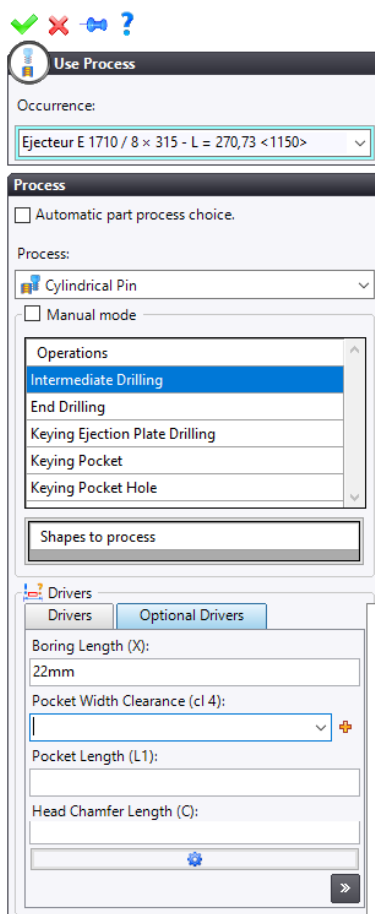 ?
Use Process
Occurrence:
Ejecteur E 1710 / 8 × 315 - L = 270,73 <1150>
Process
Automatic part process choice.
Process:
Cylindrical Pin
Manual mode
Operations
Intermediate Drilling
End Drilling
Keying Ejection Plate Drilling
Keying Pocket
Keying Pocket Hole
Shapes to process
Drivers
Drivers Optional Drivers
Boring Length (X):
22mm
Pocket Width Clearance (cl 4):
Pocket Length (L1):
Head Chamfer Length (C):